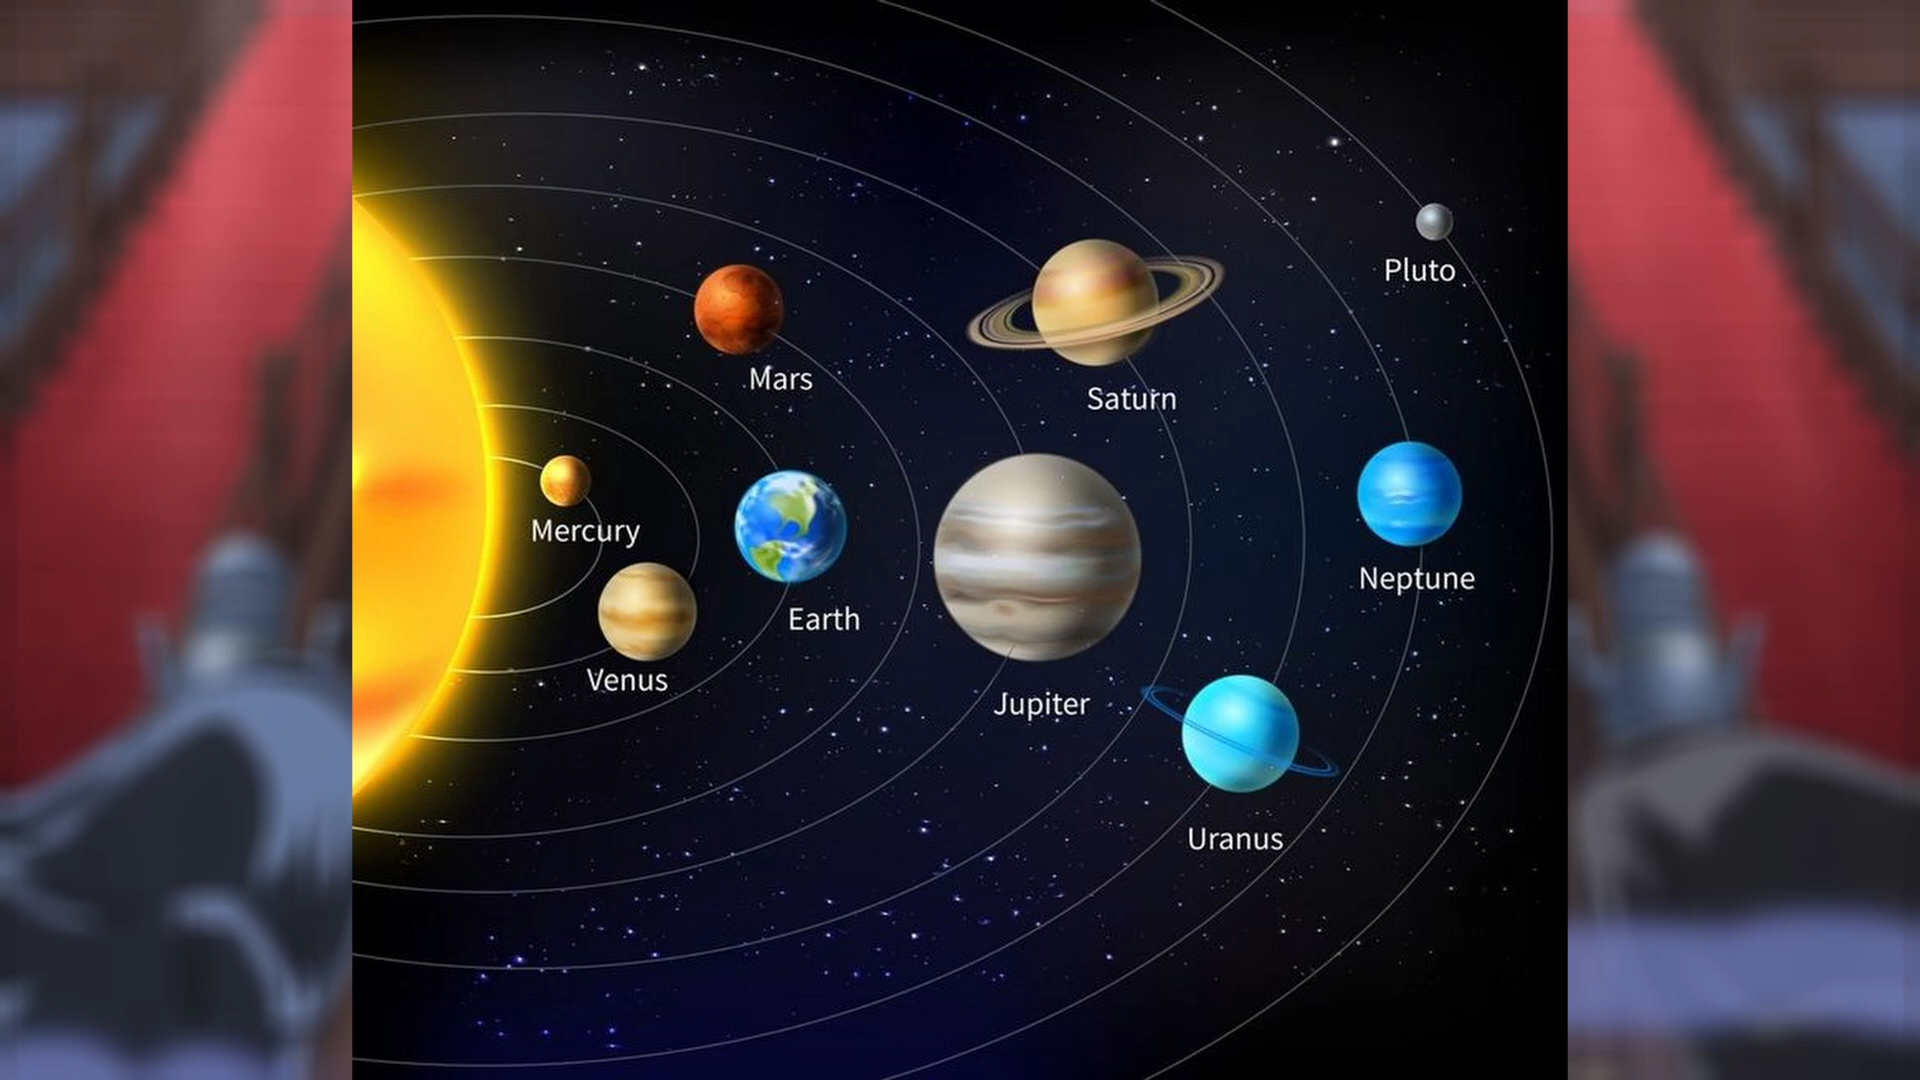 Pluto
Mars
Saturn
Mercury
Neptune
Earth
Venus
Jupiter
Uranus